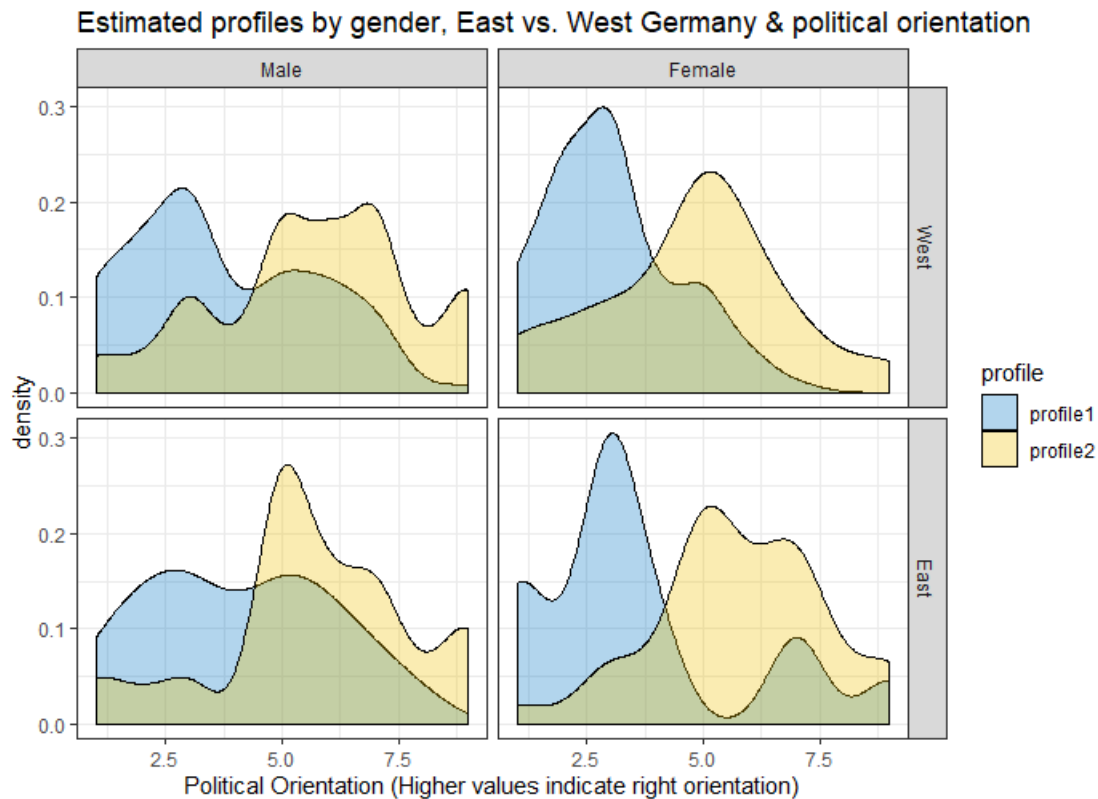 Estimated profiles by gender, East vs. West Germany & political orientation
Male
Female
0.3
0.2
0.1
0.0
West
density
0.3
0.2
0.1
0.0
East
2.5
5.0
7.5
2.5
5.0
7.5
Political Orientation (Higher values indicate right orientation)
profile
profile1
profile2